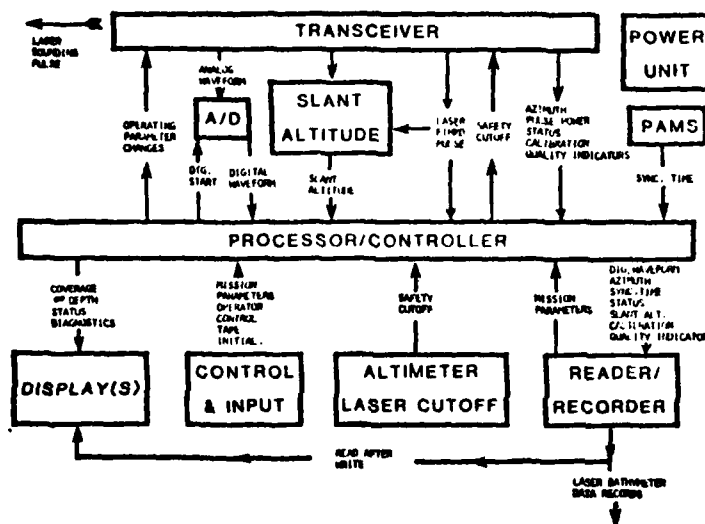 TRANSCEIVER
LASER
SOUNDING
PULSE
POWER
UNIT
ANALOG
WAVEFORM
A/D
SLANT
ALTITUDE
OPERATING
PARAMETER
CHANGES
DIG.
START
DIGITAL
WAVEFORM
SLANT
ALTITUDE
LASER
FIRED
PULSE
SAFETY
CUTOFF
AZIMUTH
PULSE POWER
STATUS
CALIBRATION
QUALITY INDICATORS
PAMS
SYNC. TIME
PROCESSOR/CONTROLLER
COVERAGE
DEPTH
STATUS
DIAGNOSTICS
MISSION
PARAMETERS
OPERATOR
CONTROL
TAPE
INITIAL.
SAFETY
CUTOFF
MISSION
PARAMETERS
DIG. WAVEFORM
AZIMUTH
SYNC. TIME
STATUS
SLANT ALT.
CALIBRATION
QUALITY INDICATOR
DISPLAY(S)
CONTROL
& INPUT
ALTIMETER
LASER CUTOFF
READER/
RECORDER
READ AFTER
WRITE
LASER BATHYMETER
DATA RECORDS